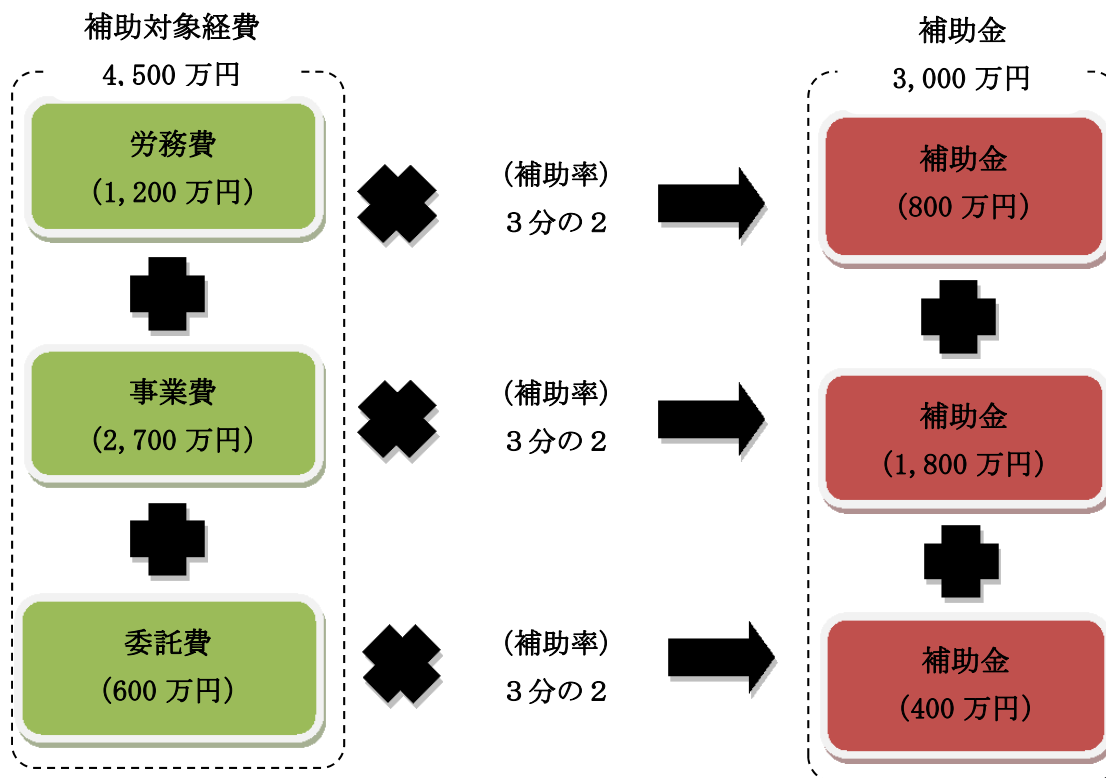 補助対象経費
4,500 万円
補助金
3,000 万円
労務費
(1,200 万円)
(補助率)
３分の２
補助金
(800 万円)
事業費
(2,700 万円)
(補助率)
３分の２
補助金
(1,800 万円)
委託費
(600 万円)
(補助率)
３分の２
補助金
(400 万円)